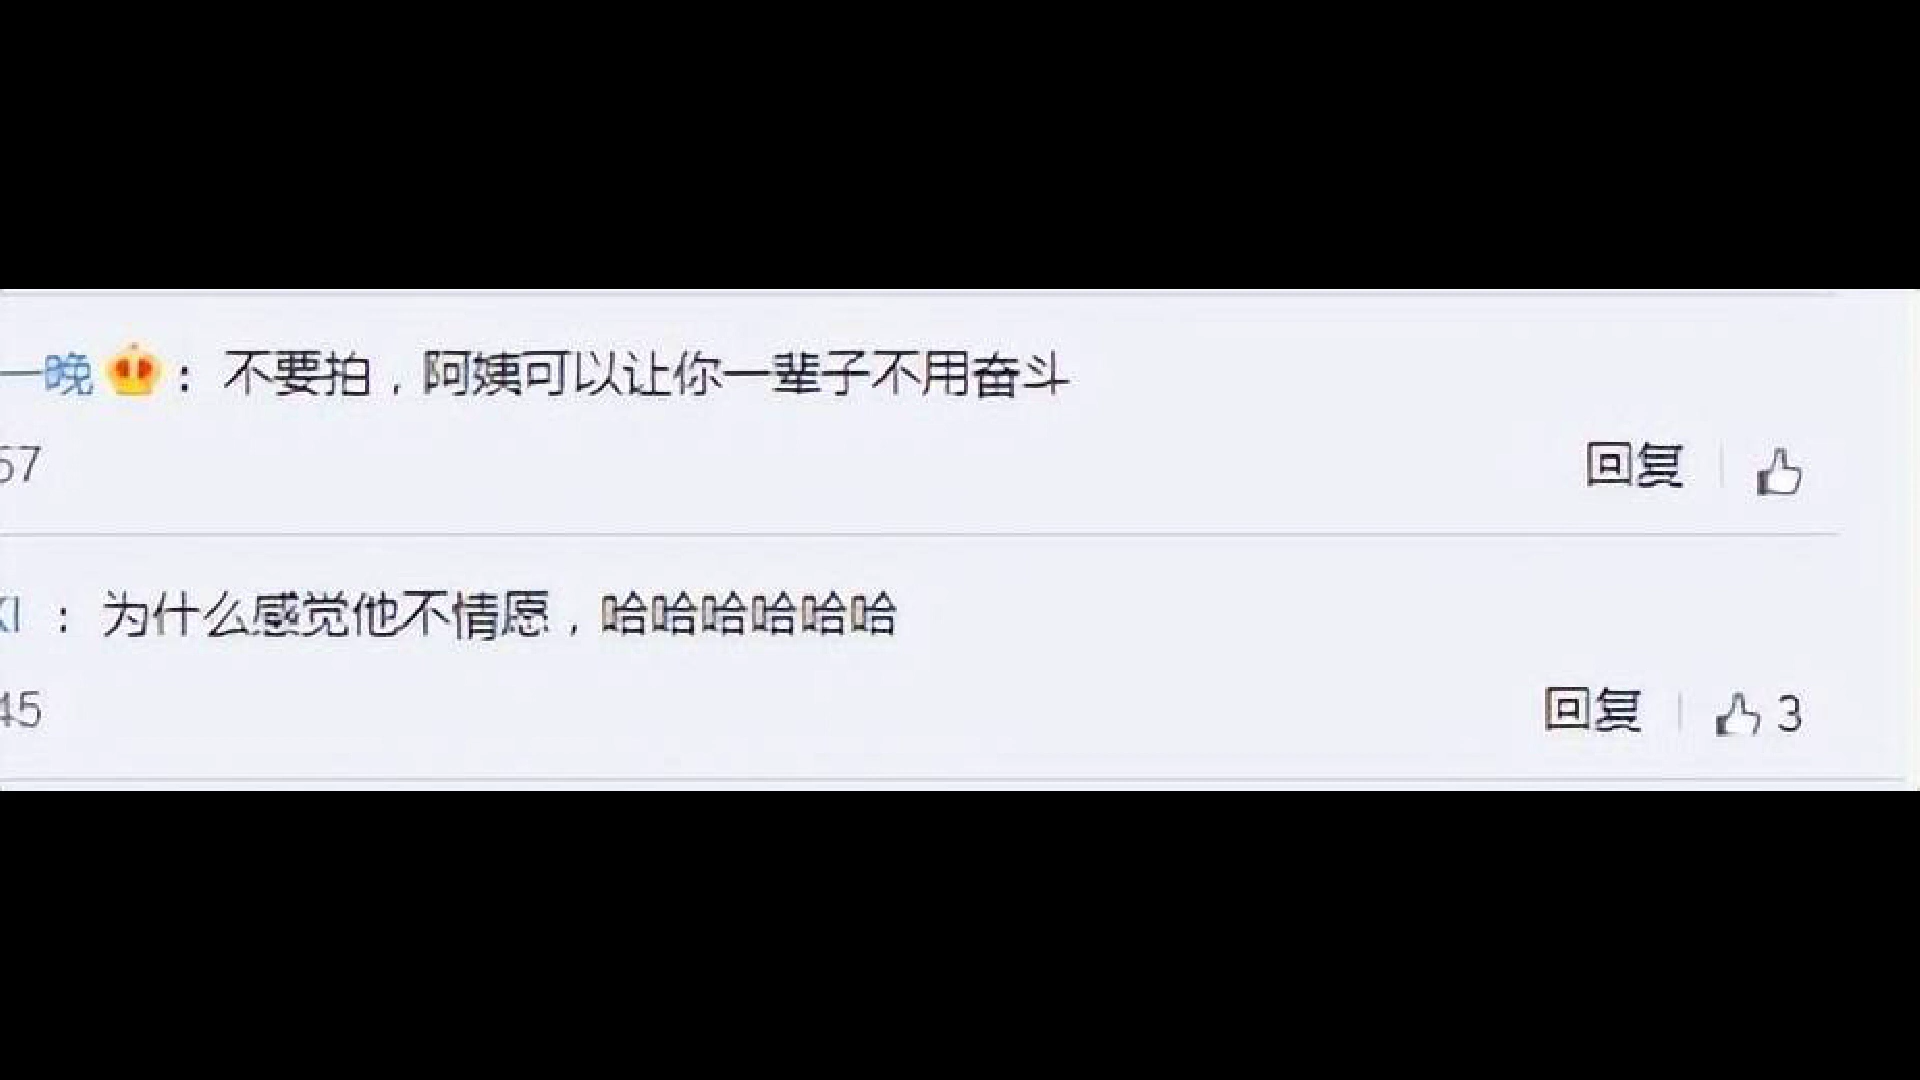 一晚：不要拍，阿姨可以让你一辈子不用奋斗
57
回复
为什么感觉他不情愿，哈哈哈哈哈哈
45
回复 3